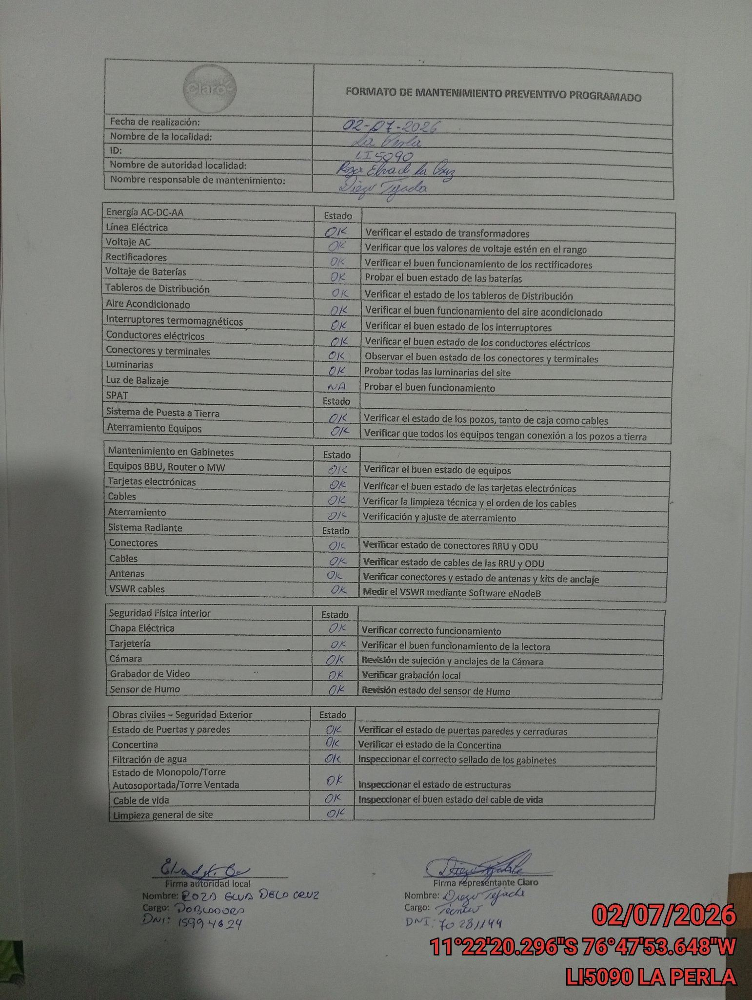 Claro
FORMATO DE MANTENIMIENTO PREVENTIVO PROGRAMADO
Fecha de realización: 02-07-2026
Nombre de la localidad: La Perla
ID: LI5090
Nombre de autoridad localidad: Roza Elva de la Cruz
Nombre responsable de mantenimiento: Diego Tejada
Energía AC-DC-AA Estado
Línea Eléctrica OK Verificar el estado de transformadores
Voltaje AC OK Verificar que los valores de voltaje estén en el rango
Rectificadores OK Verificar el buen funcionamiento de los rectificadores
Voltaje de Baterías OK Probar el buen estado de las baterías
Tableros de Distribución OK Verificar el estado de los tableros de Distribución
Aire Acondicionado OK Verificar el buen funcionamiento del aire acondicionado
Interruptores termomagnéticos OK Verificar el buen estado de los interruptores
Conductores eléctricos OK Verificar el buen estado de los conductores eléctricos
Conectores y terminales OK Observar el buen estado de los conectores y terminales
Luminarias OK Probar todas las luminarias del site
Luz de Balizaje NA Probar el buen funcionamiento
SPAT Estado
Sistema de Puesta a Tierra OK Verificar el estado de los pozos, tanto de caja como cables
Aterramiento Equipos OK Verificar que todos los equipos tengan conexión a los pozos a tierra
Mantenimiento en Gabinetes Estado
Equipos BBU, Router o MW OK Verificar el buen estado de equipos
Tarjetas electrónicas OK Verificar el buen estado de las tarjetas electrónicas
Cables OK Verificar la limpieza técnica y el orden de los cables
Aterramiento OK Verificación y ajuste de aterramiento
Sistema Radiante Estado
Conectores OK Verificar estado de conectores RRU y ODU
Cables OK Verificar estado de cables de las RRU y ODU
Antenas OK Verificar conectores y estado de antenas y kits de anclaje
VSWR cables OK Medir el VSWR mediante Software eNodeB
Seguridad Física interior Estado
Chapa Eléctrica OK Verificar correcto funcionamiento
Tarjetería OK Verificar el buen funcionamiento de la lectora
Cámara OK Revisión de sujeción y anclajes de la Cámara
Grabador de Video OK Verificar grabación local
Sensor de Humo OK Revisión estado del sensor de Humo
Obras civiles – Seguridad Exterior Estado
Estado de Puertas y paredes OK Verificar el estado de puertas paredes y cerraduras
Concertina OK Verificar el estado de la Concertina
Filtración de agua OK Inspeccionar el correcto sellado de los gabinetes
Estado de Monopolo/Torre
Autosoportada/Torre Ventada OK Inspeccionar el estado de estructuras
Cable de vida OK Inspeccionar el buen estado del cable de vida
Limpieza general de site OK
Firma autoridad local Firma representante Claro
Nombre: ROZA ELVA DELA CRUZ Nombre: Diego Tejada
Cargo: POBLADORA Cargo: Técnico
DNI: 15994624 DNI: 70281144
02/07/2026
11°22'20.296"S 76°47'53.648"W
LI5090 LA PERLA